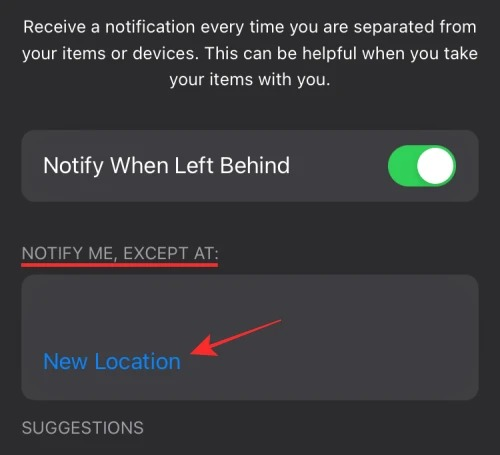 Receive a notification every time you are separated from
your items or devices. This can be helpful when you take
your items with you.
Notify When Left Behind
NOTIFY ME, EXCEPT AT:
New Location
SUGGESTIONS